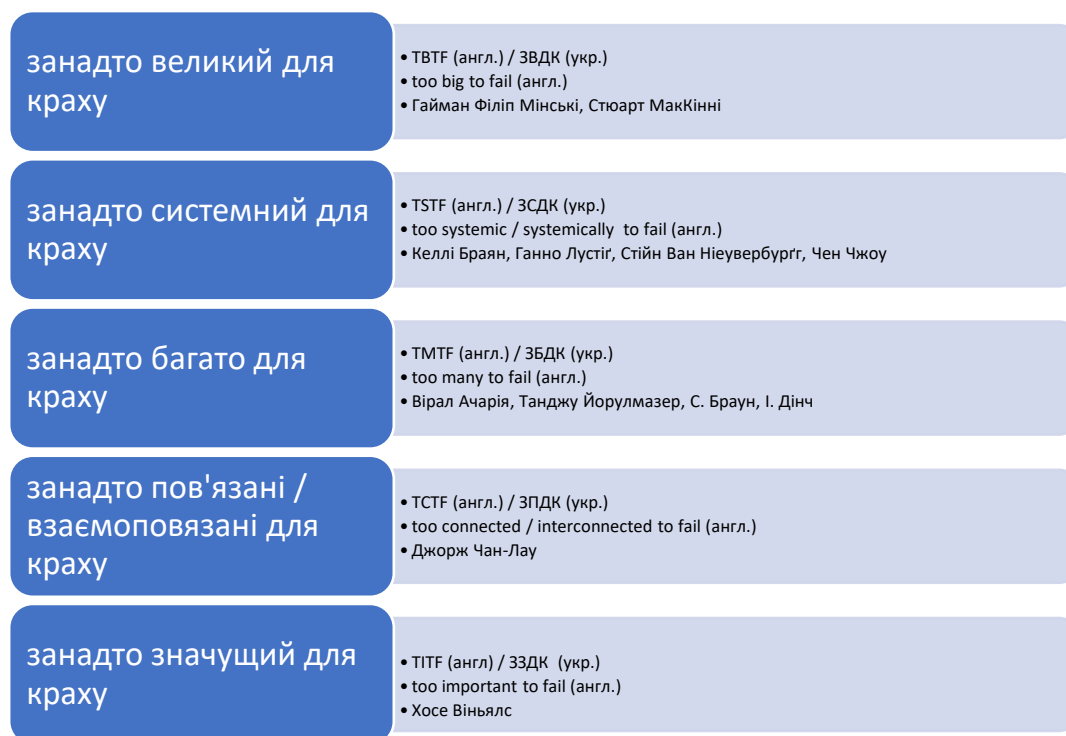 занадто великий для
краху
• TBTF (англ.) / ЗВДК (укр.)
• too big to fail (англ.)
• Гайман Філіп Мінські, Стюарт МакКінні
занадто системний для
краху
• TSTF (англ.) / ЗСДК (укр.)
• too systemic / systemically to fail (англ.)
• Келлі Браян, Ганно Лустіґ, Стійн Ван Нієувербурґг, Чен Чжоу
занадто багато для
краху
• TMTF (англ.) / ЗБДК (укр.)
• too many to fail (англ.)
• Вірал Ачарія, Танджу Йорулмазер, С. Браун, І. Дінч
занадто пов'язані /
взаємоповязані для
краху
• TCTF (англ.) / ЗПДК (укр.)
• too connected / interconnected to fail (англ.)
• Джорж Чан-Лау
занадто значущий для
краху
• TITF (англ) / ЗЗДК (укр.)
• too important to fail (англ.)
• Хосе Віньялс